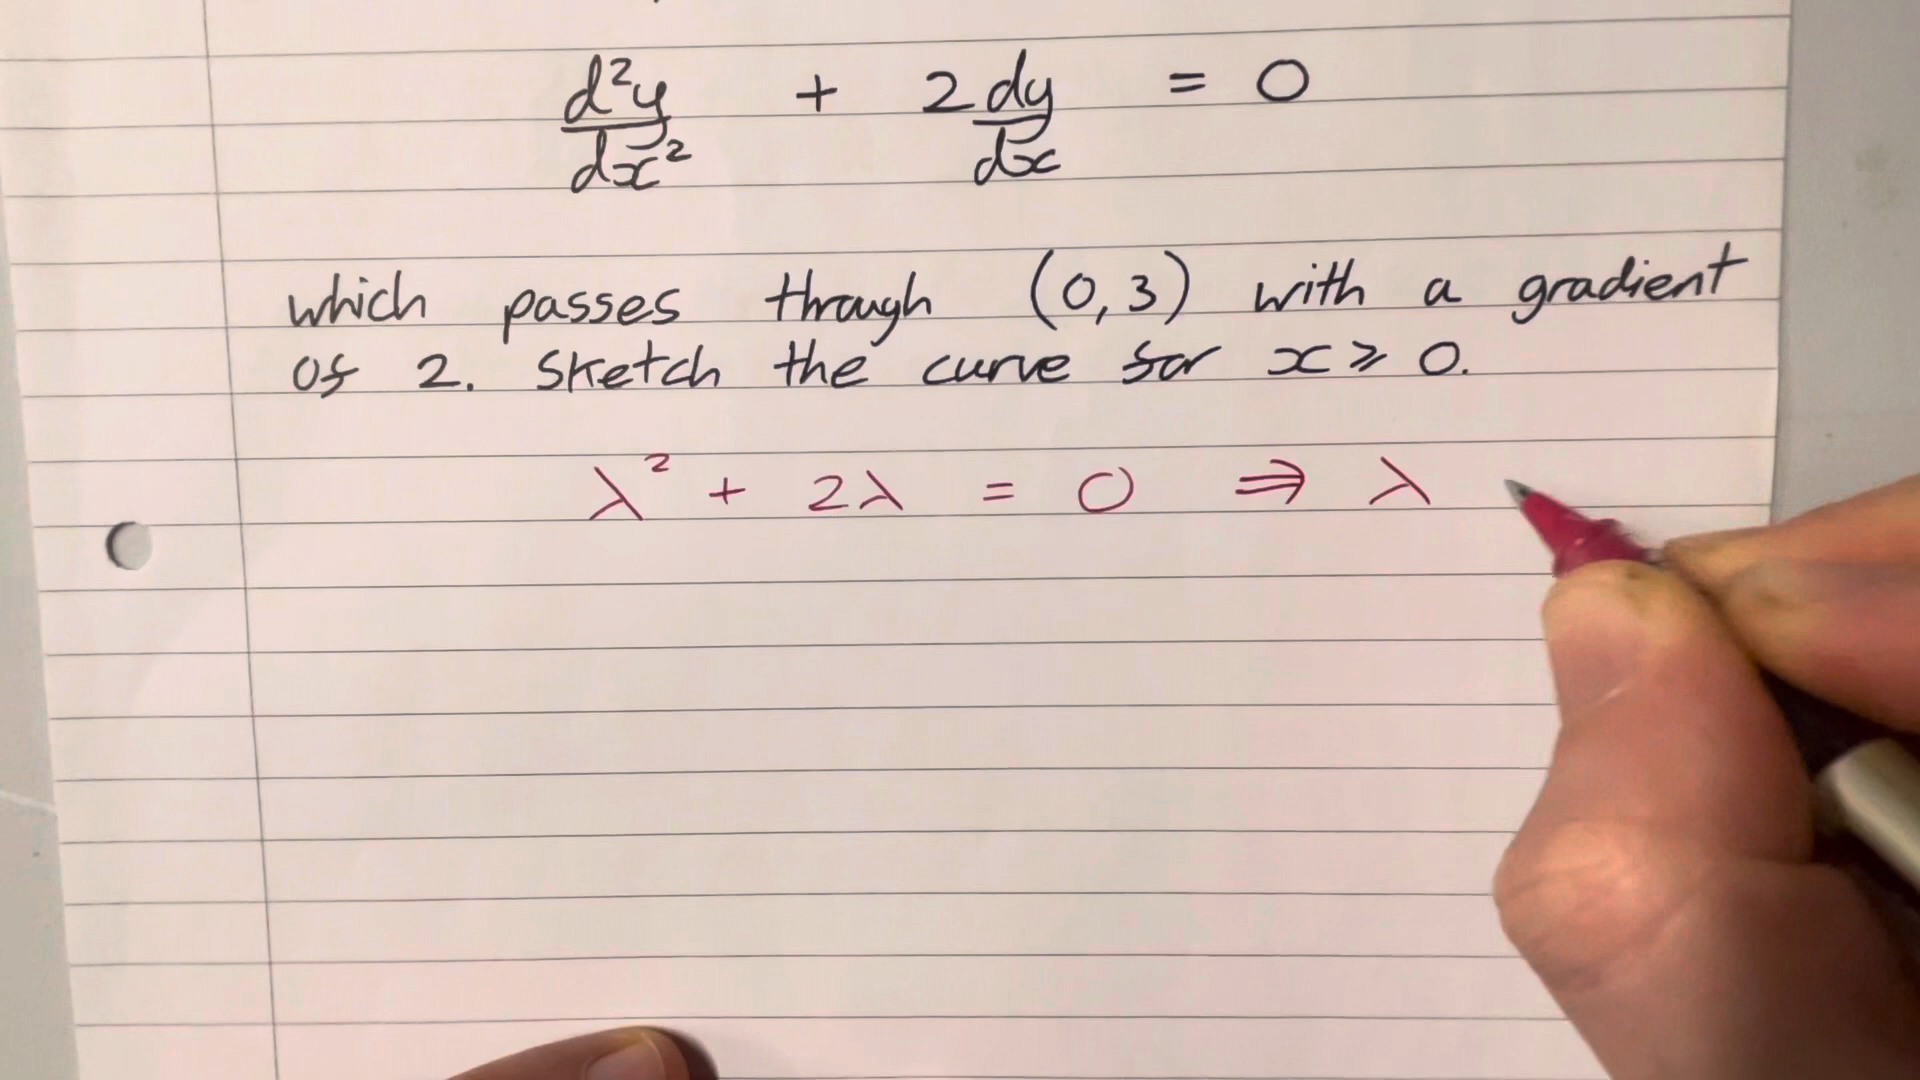 d²y/dx² + 2 dy/dx = 0
which passes through (0,3) with a gradient
of 2. Sketch the curve for x ⩾ 0.
λ² + 2λ = 0 ⇒ λ